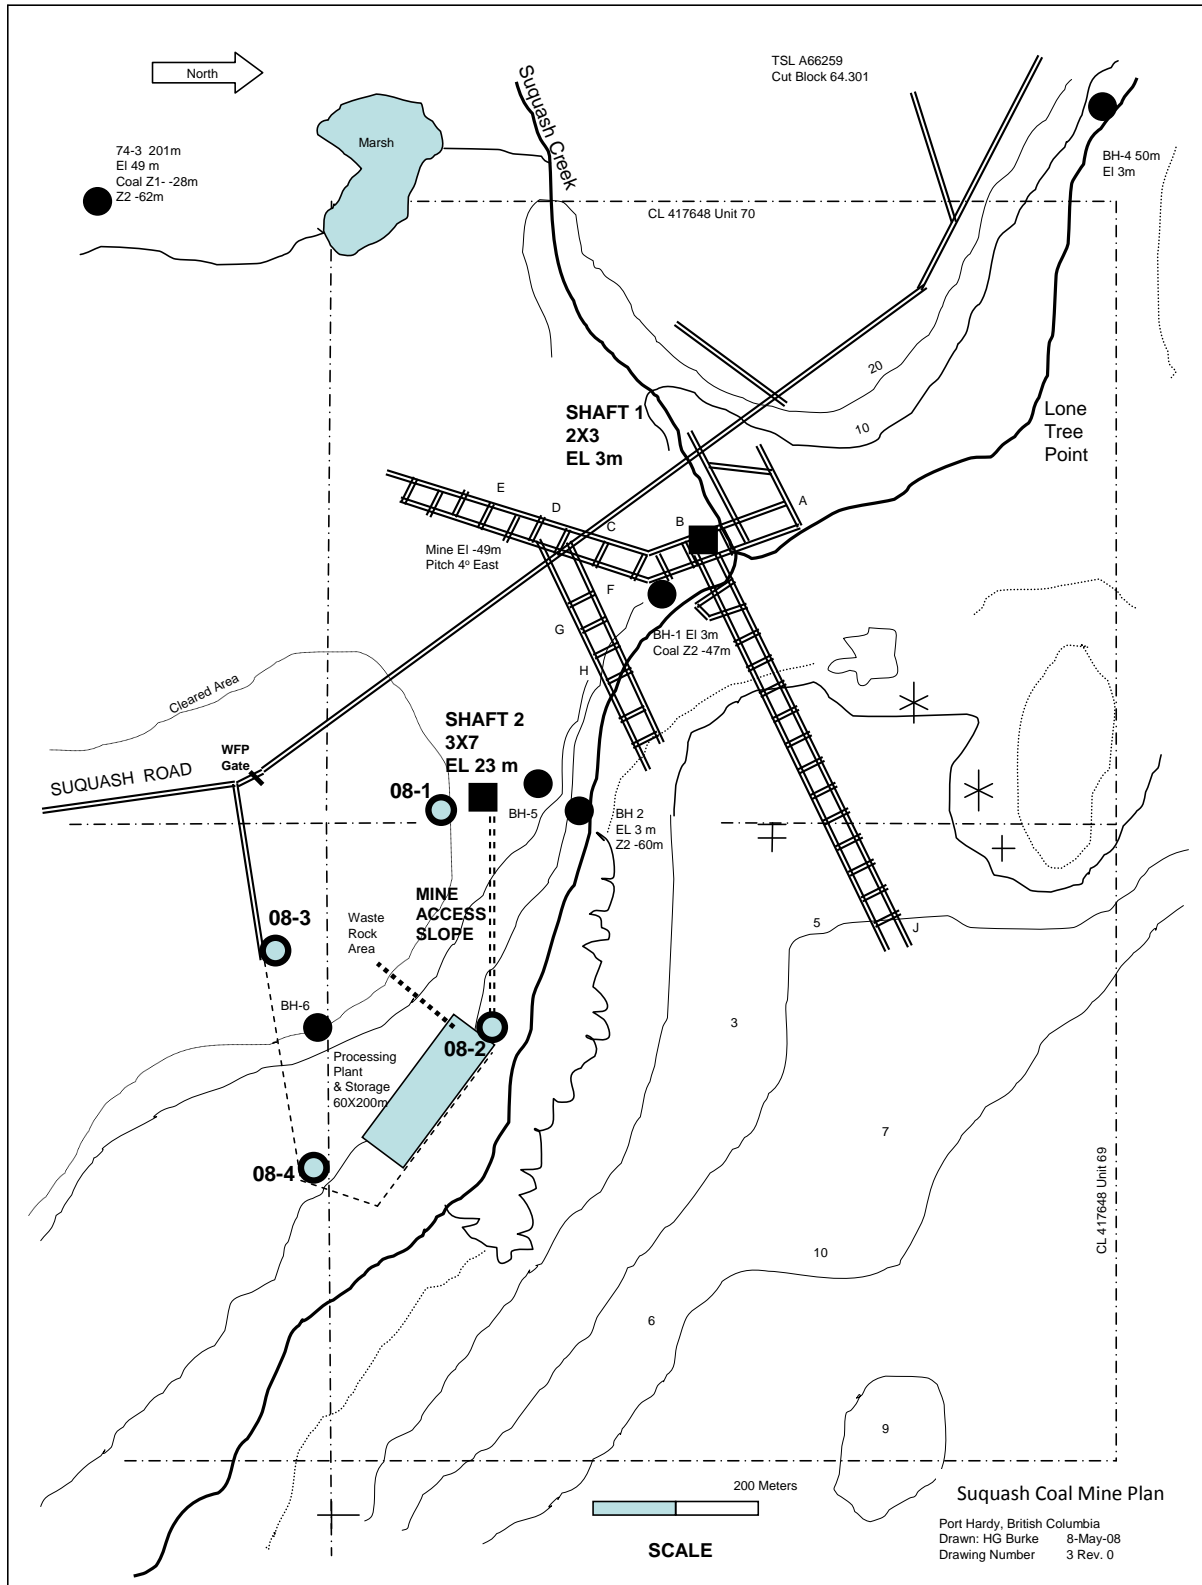 North
TSL A66259
Cut Block 64.301
Suquash Creek
Marsh
74-3 201m
El 49 m
Coal Z1- -28m
Z2 -62m
BH-4 50m
El 3m
CL 417648 Unit 70
20
10
Lone
Tree
Point
SHAFT 1
2X3
EL 3m
E
D
C
B
A
Mine El -49m
Pitch 4º East
F
G
H
BH-1 El 3m
Coal Z2 -47m
Cleared Area
SHAFT 2
3X7
EL 23 m
WFP
Gate
SUQUASH ROAD
08-1
BH-5
BH 2
EL 3 m
Z2 -60m
MINE
ACCESS
SLOPE
Waste
Rock
Area
08-3
5
J
BH-6
3
08-2
Processing
Plant
& Storage
60X200m
7
08-4
CL 417648 Unit 69
10
6
9
200 Meters
SCALE
Suquash Coal Mine Plan
Port Hardy, British Columbia
Drawn: HG Burke 8-May-08
Drawing Number 3 Rev. 0